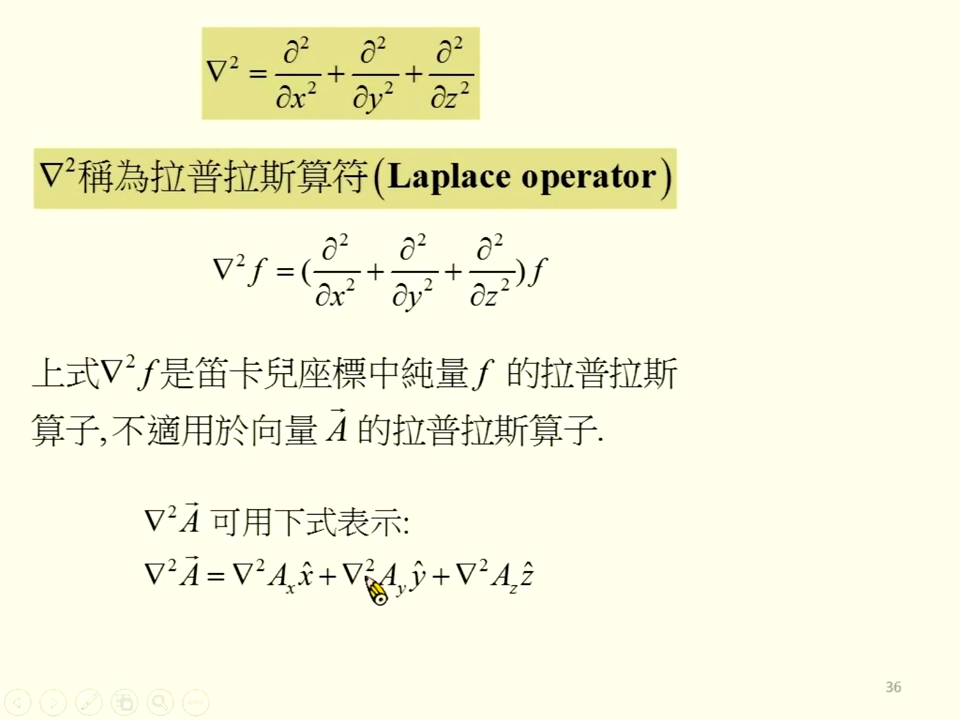 ∇² = ∂²/∂x² + ∂²/∂y² + ∂²/∂z²
∇²稱為拉普拉斯算符(Laplace operator)
∇²f = (∂²/∂x² + ∂²/∂y² + ∂²/∂z²)f
上式∇²f是笛卡兒座標中純量 f 的拉普拉斯
算子,不適用於向量 A⃗ 的拉普拉斯算子.
∇²A⃗ 可用下式表示:
∇²A⃗ = ∇²Aₓx̂ + ∇²A_yŷ + ∇²A_zẑ
36